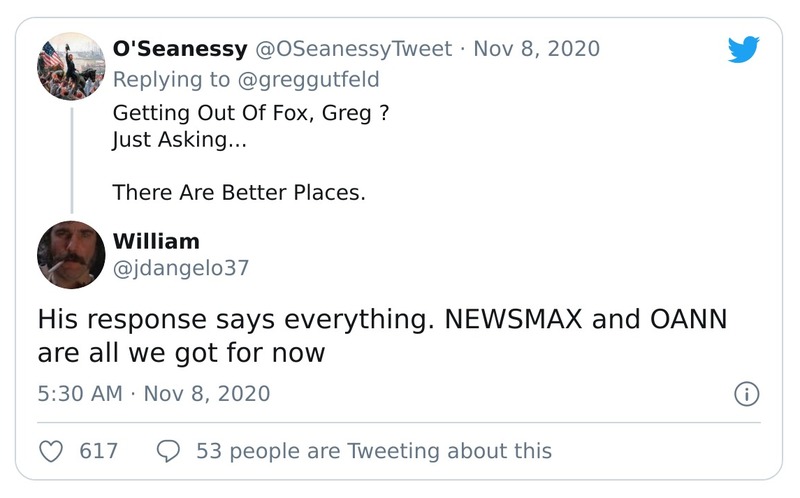 O'Seanessy @OSeanessyTweet · Nov 8, 2020
Replying to @greggutfeld
Getting Out Of Fox, Greg ?
Just Asking...
There Are Better Places.
William
@jdangelo37
His response says everything. NEWSMAX and OANN
are all we got for now
5:30 AM · Nov 8, 2020
617 53 people are Tweeting about this